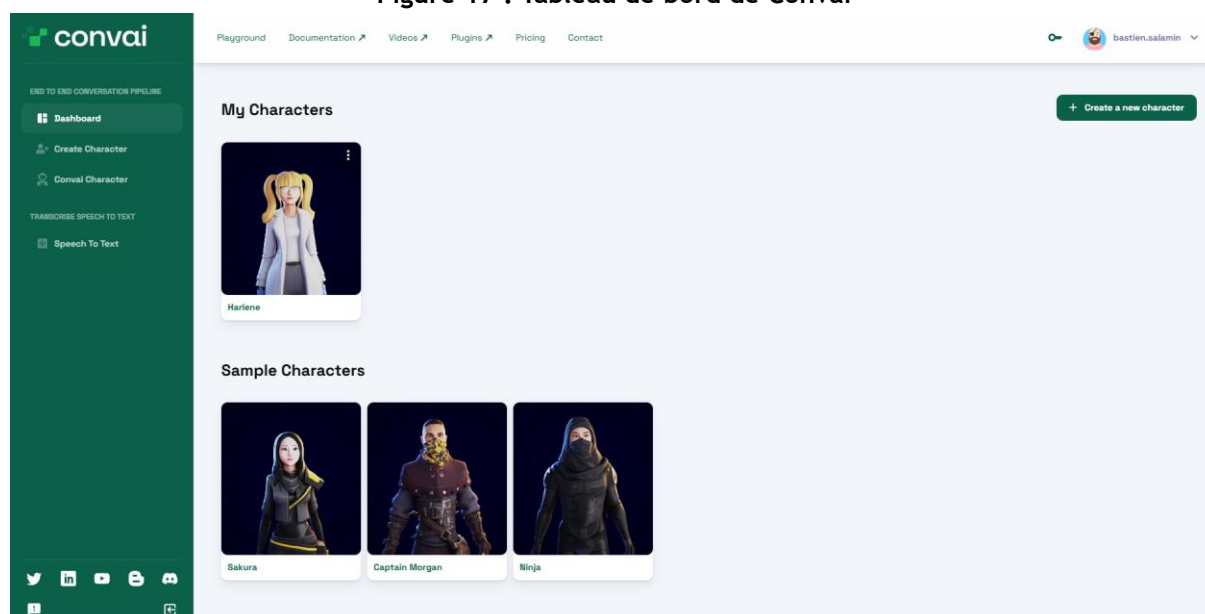 Figure 17 : Tableau de bord de Convai
convai
Playground Documentation Videos Plugins Pricing Contact
bastien.salamin
END TO END CONVERSATION PIPELINE
Dashboard
Create Character
Convai Character
TRANSCRIBE SPEECH TO TEXT
Speech To Text
My Characters
+ Create a new character
Harlene
Sample Characters
Sakura
Captain Morgan
Ninja